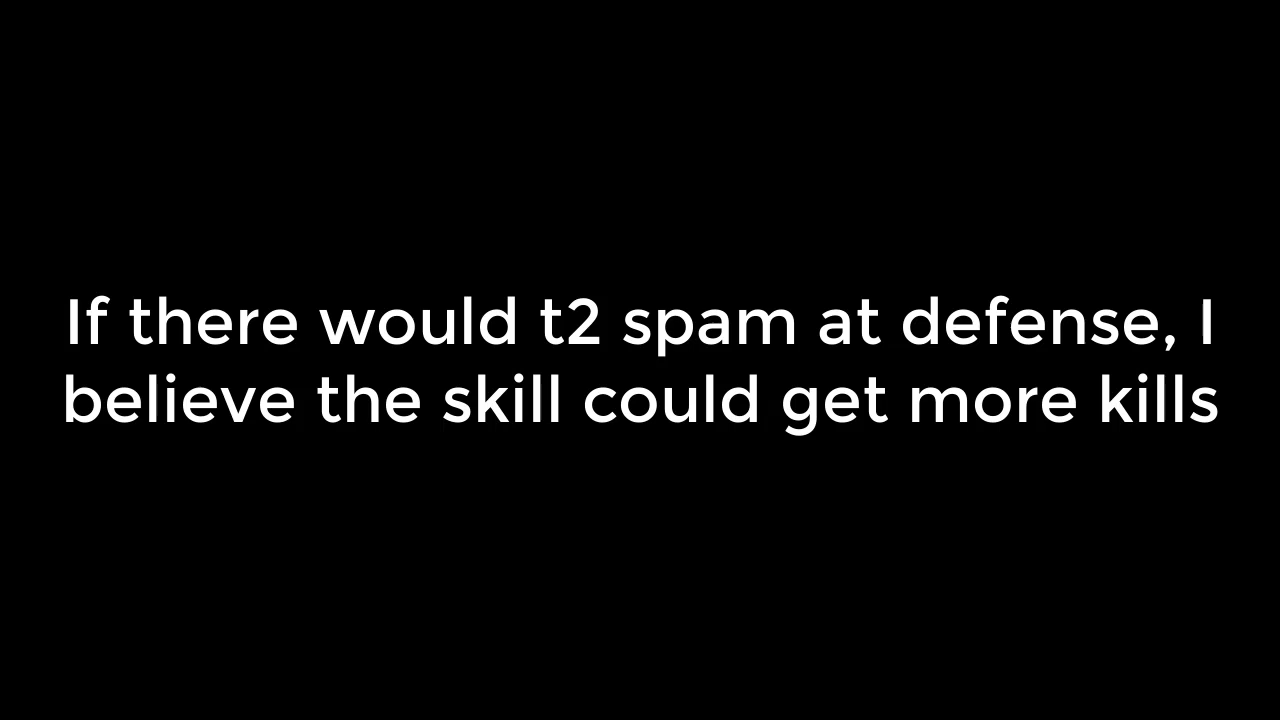 If there would t2 spam at defense, I
believe the skill could get more kills